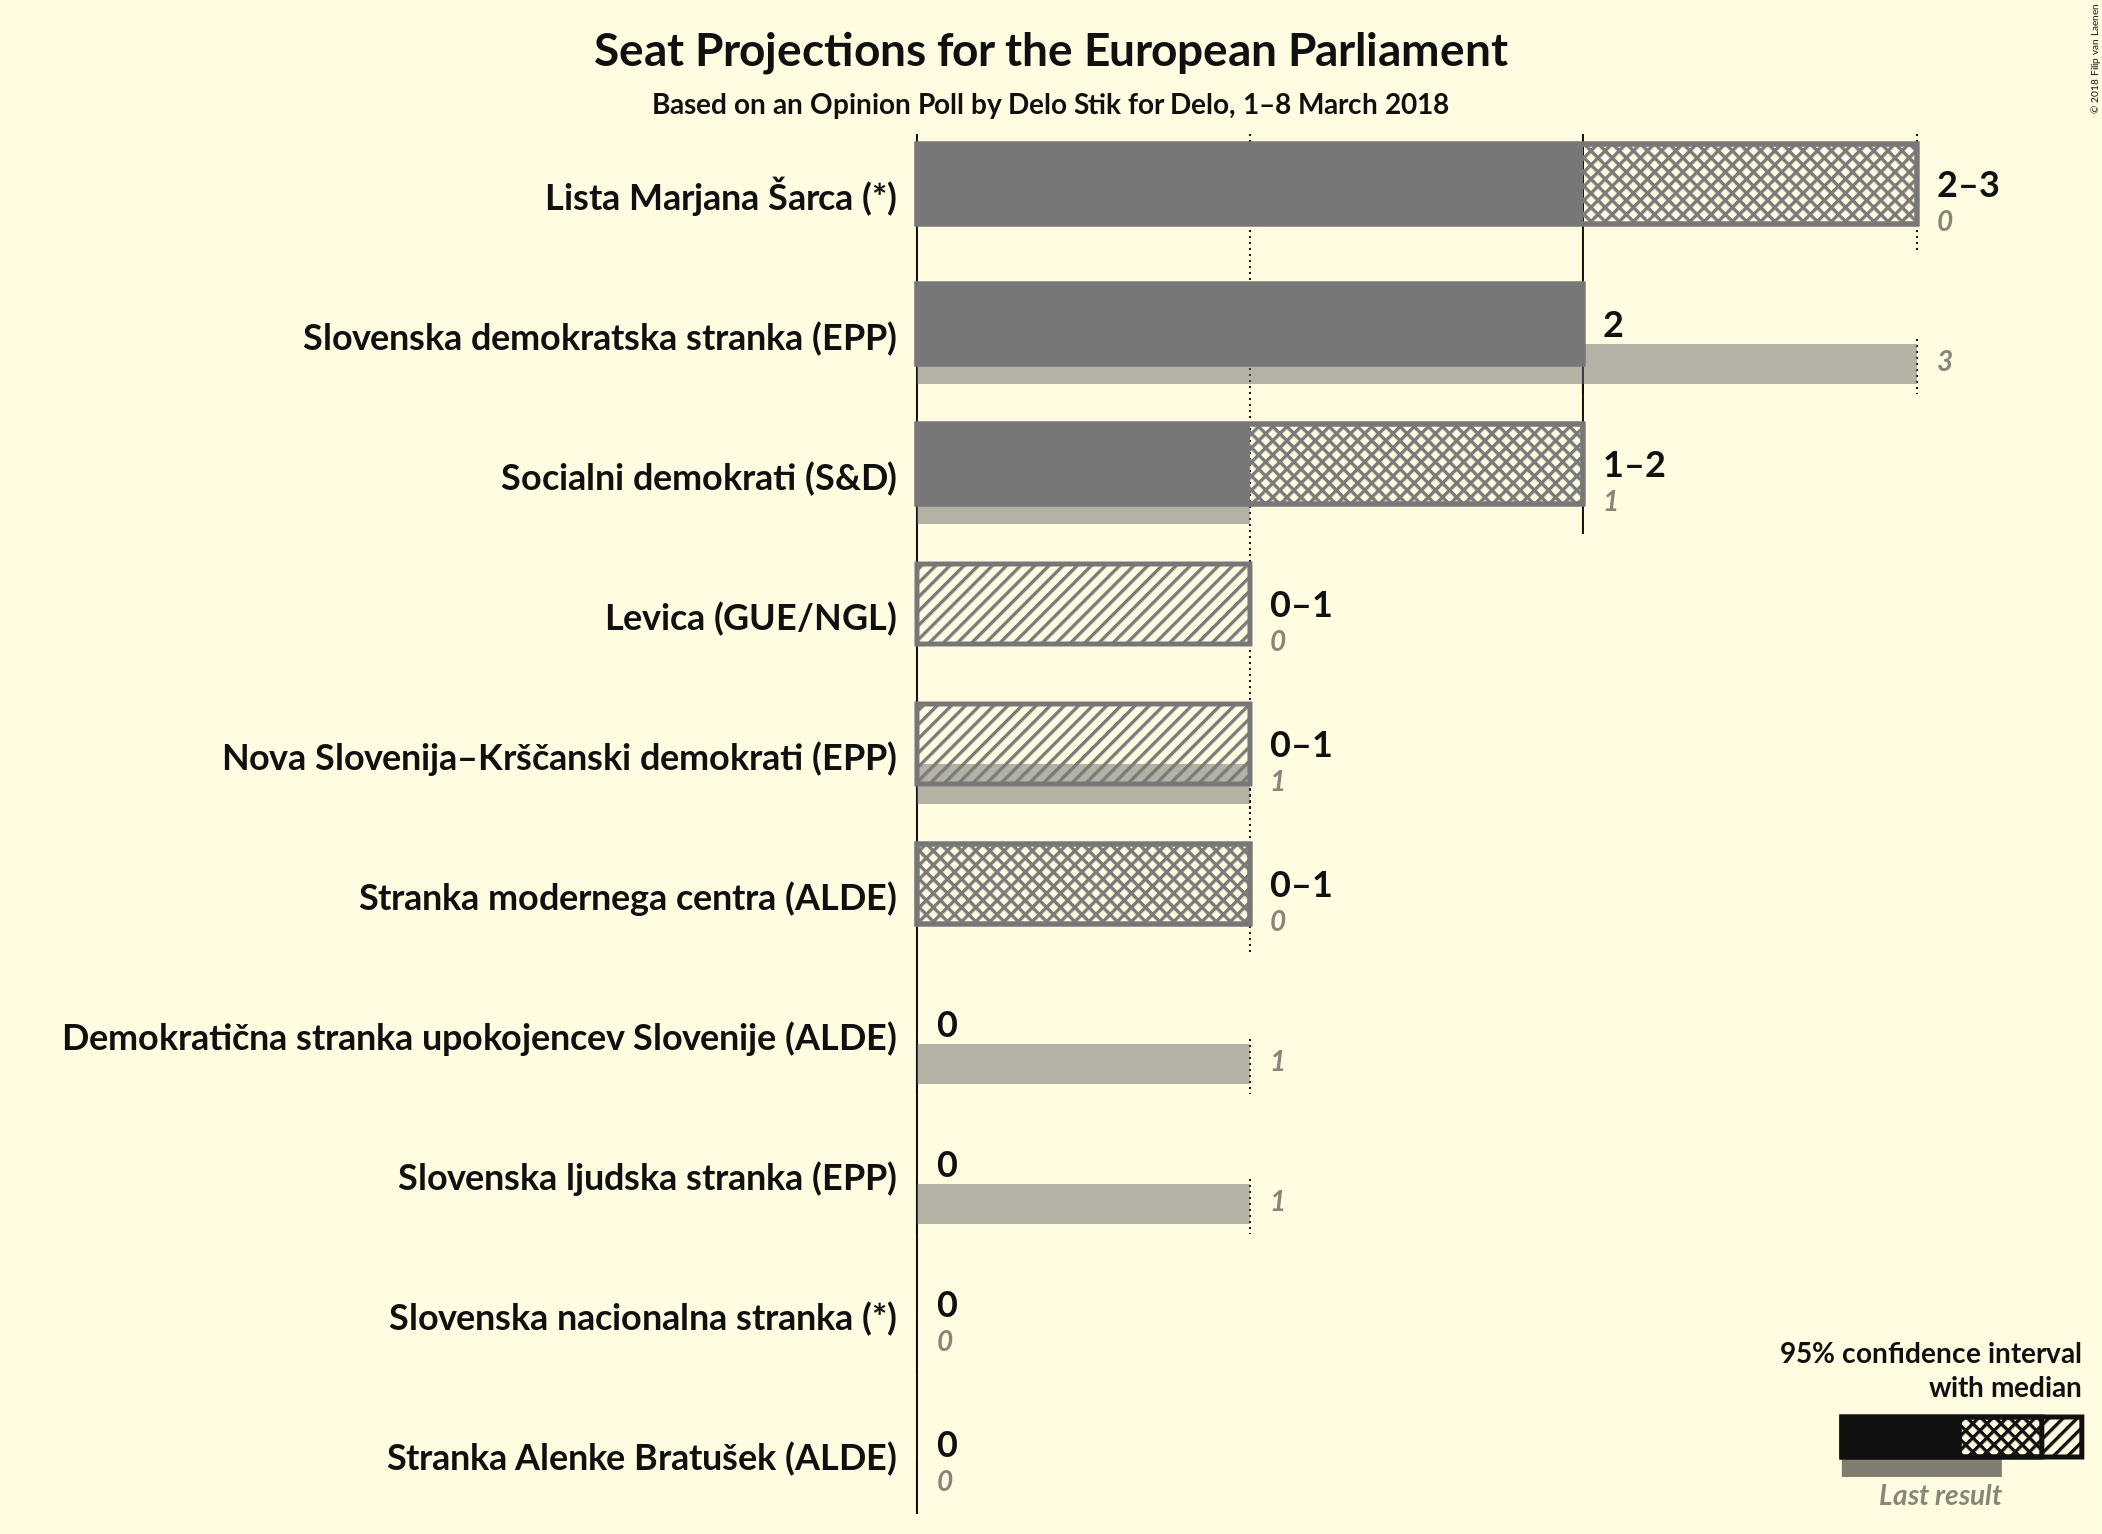 Seat Projections for the European Parliament
Based on an Opinion Poll by Delo Stik for Delo, 1–8 March 2018
© 2018 Filip van Laenen
Lista Marjana Šarca (*)
2–3
0
Slovenska demokratska stranka (EPP)
2
3
Socialni demokrati (S&D)
1–2
1
Levica (GUE/NGL)
0–1
0
Nova Slovenija–Krščanski demokrati (EPP)
0–1
1
Stranka modernega centra (ALDE)
0–1
0
Demokratična stranka upokojencev Slovenije (ALDE)
0
1
Slovenska ljudska stranka (EPP)
0
1
Slovenska nacionalna stranka (*)
0
0
Stranka Alenke Bratušek (ALDE)
0
0
95% confidence interval
with median
Last result